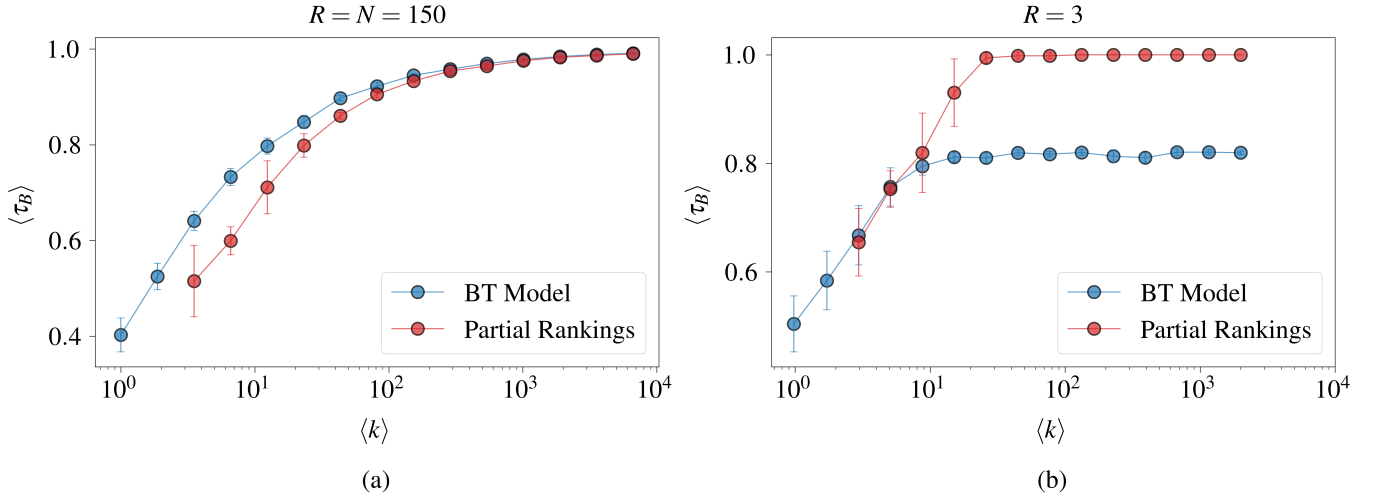 R = N = 150
1.0
0.8
0.6
0.4
⟨τ_B⟩
10^0 10^1 10^2 10^3 10^4
⟨k⟩
BT Model
Partial Rankings
(a)
R = 3
1.0
0.8
0.6
⟨τ_B⟩
10^0 10^1 10^2 10^3 10^4
⟨k⟩
BT Model
Partial Rankings
(b)